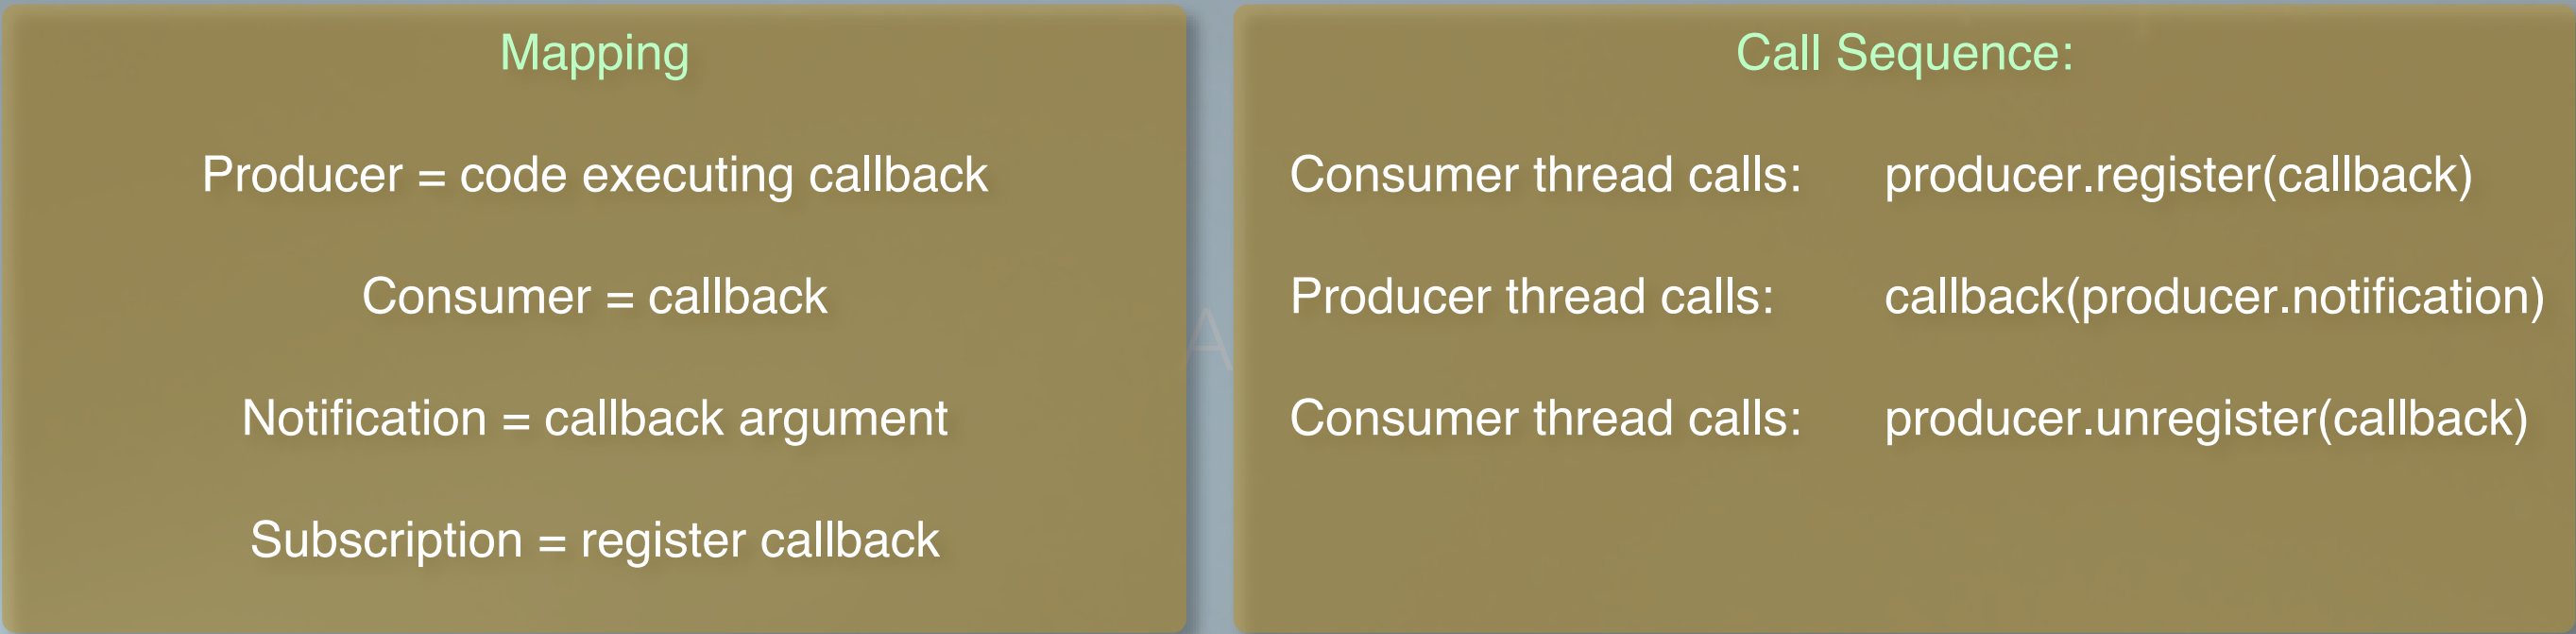 Mapping
Producer = code executing callback
Consumer = callback
Notification = callback argument
Subscription = register callback
A
Call Sequence:
Consumer thread calls: producer.register(callback)
Producer thread calls: callback(producer.notification)
Consumer thread calls: producer.unregister(callback)